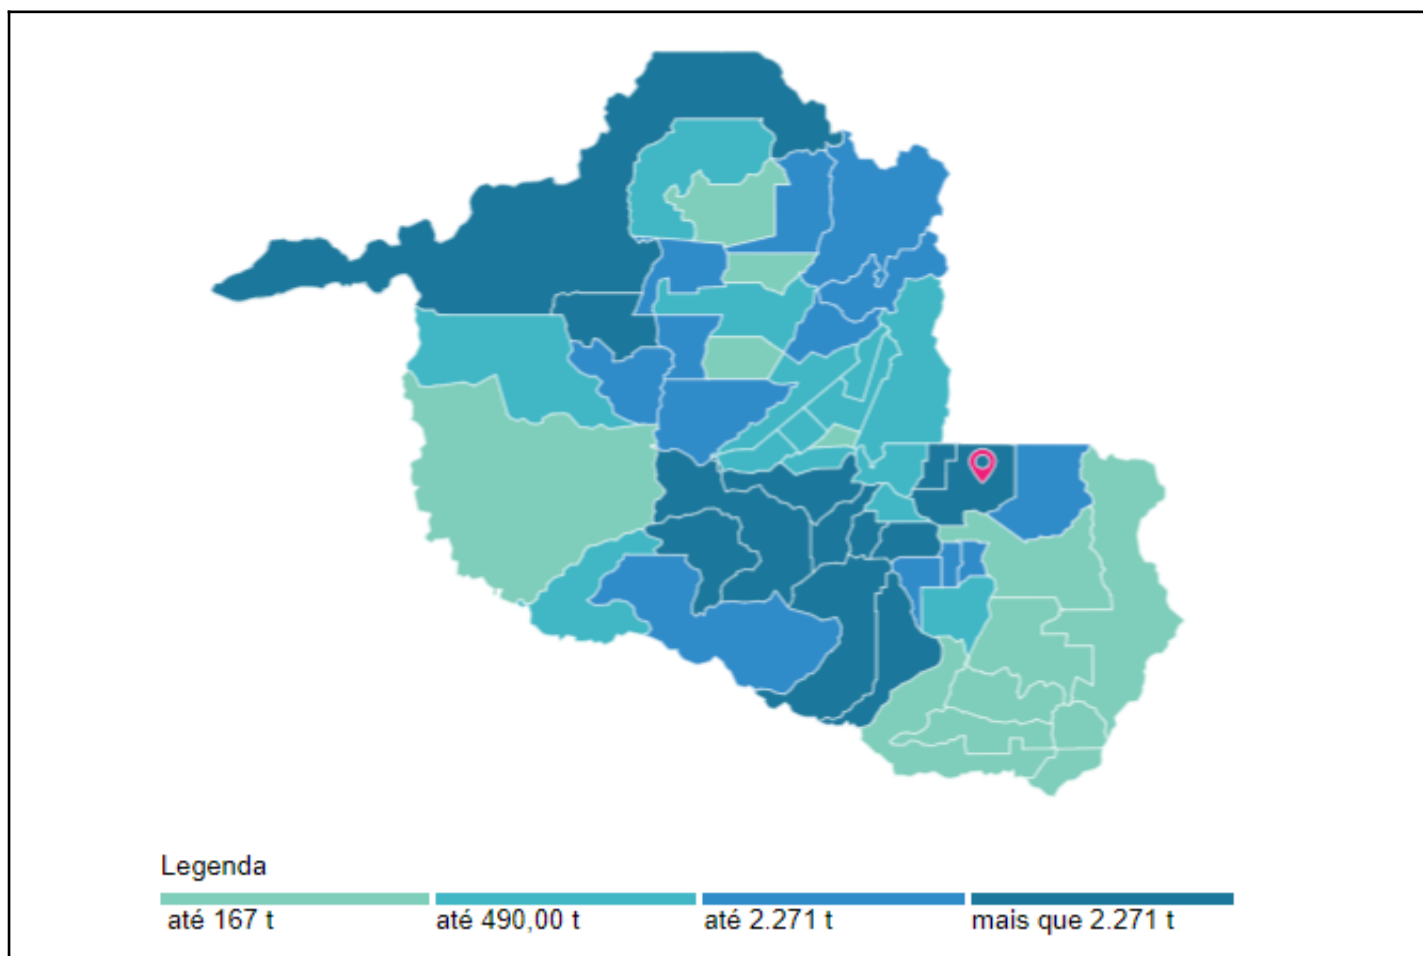 Legenda
até 167 t
até 490,00 t
até 2.271 t
mais que 2.271 t